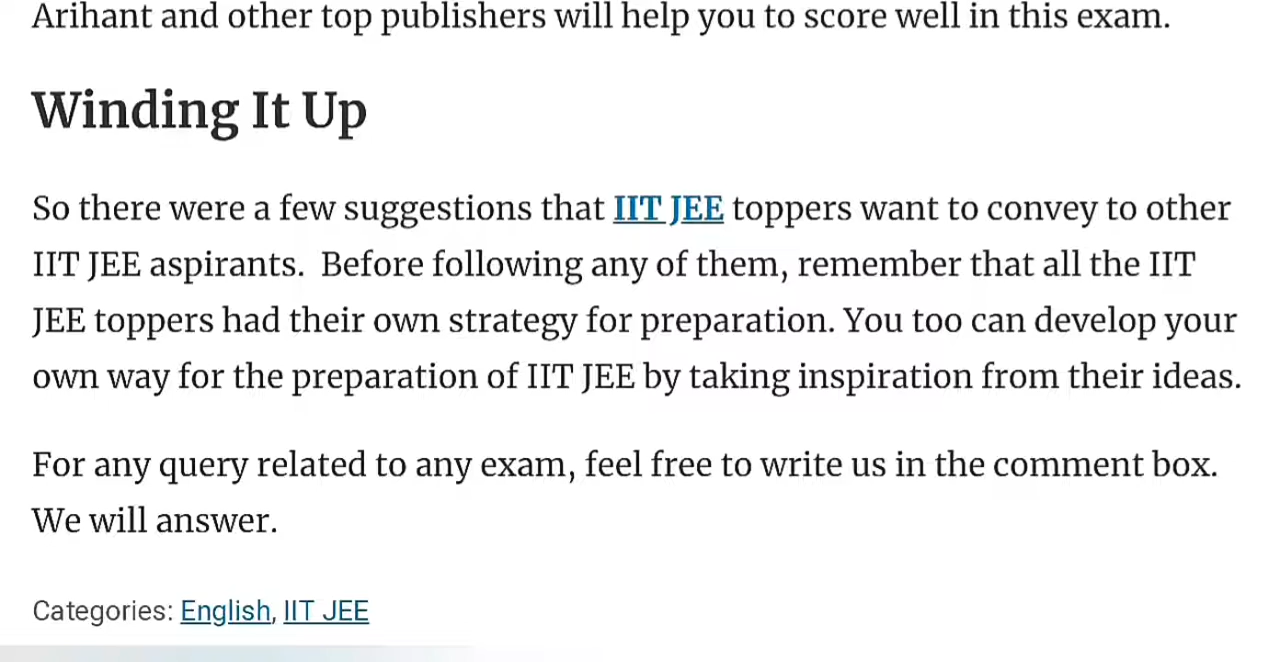 Arihant and other top publishers will help you to score well in this exam.
Winding It Up
So there were a few suggestions that IIT JEE toppers want to convey to other
IIT JEE aspirants.  Before following any of them, remember that all the IIT
JEE toppers had their own strategy for preparation. You too can develop your
own way for the preparation of IIT JEE by taking inspiration from their ideas.
For any query related to any exam, feel free to write us in the comment box.
We will answer.
Categories: English, IIT JEE